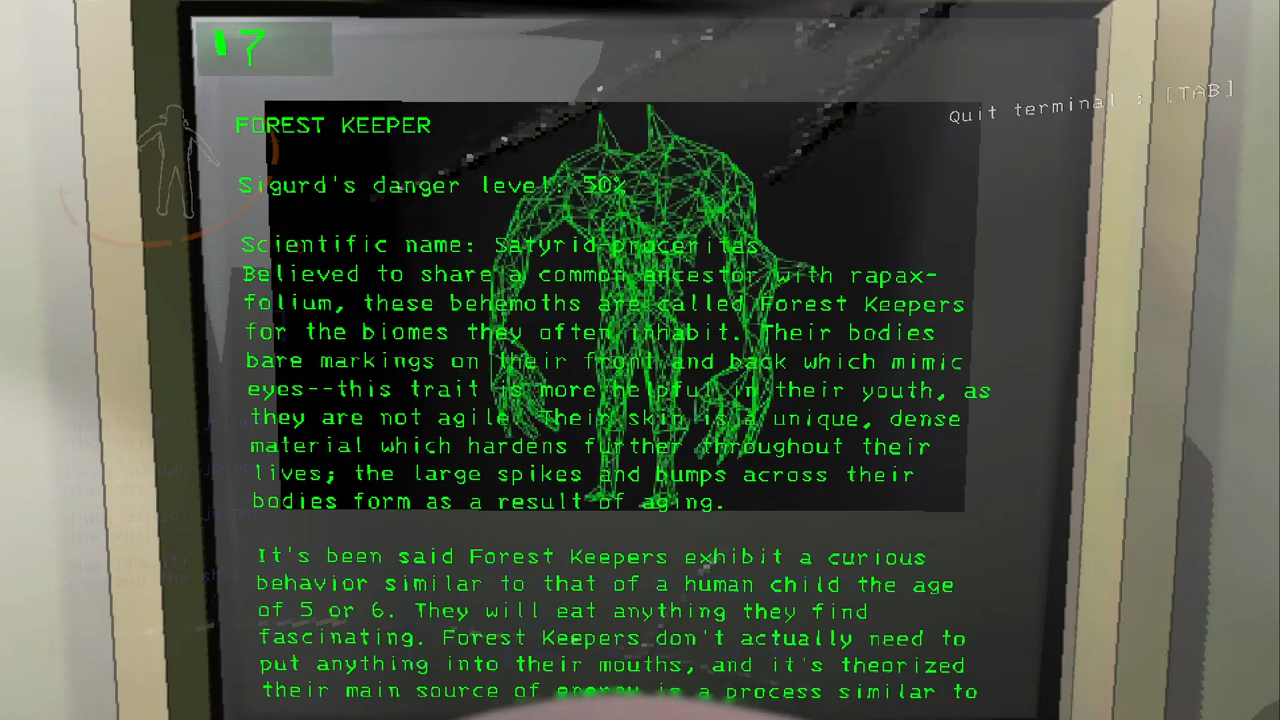 17
Quit terminal : [TAB]
FOREST KEEPER
Sigurd's danger level: 50%
Scientific name: Satyrid-proceritas
Believed to share a common ancestor with rapax-
folium, these behemoths are called Forest Keepers
for the biomes they often inhabit. Their bodies
bare markings on their front and back which mimic
eyes--this trait is more helpful in their youth, as
they are not agile. Their skin is a unique, dense
material which hardens further throughout their
lives; the large spikes and bumps across their
bodies form as a result of aging.
It's been said Forest Keepers exhibit a curious
behavior similar to that of a human child the age
of 5 or 6. They will eat anything they find
fascinating. Forest Keepers don't actually need to
put anything into their mouths, and it's theorized
their main source of energy is a process similar to